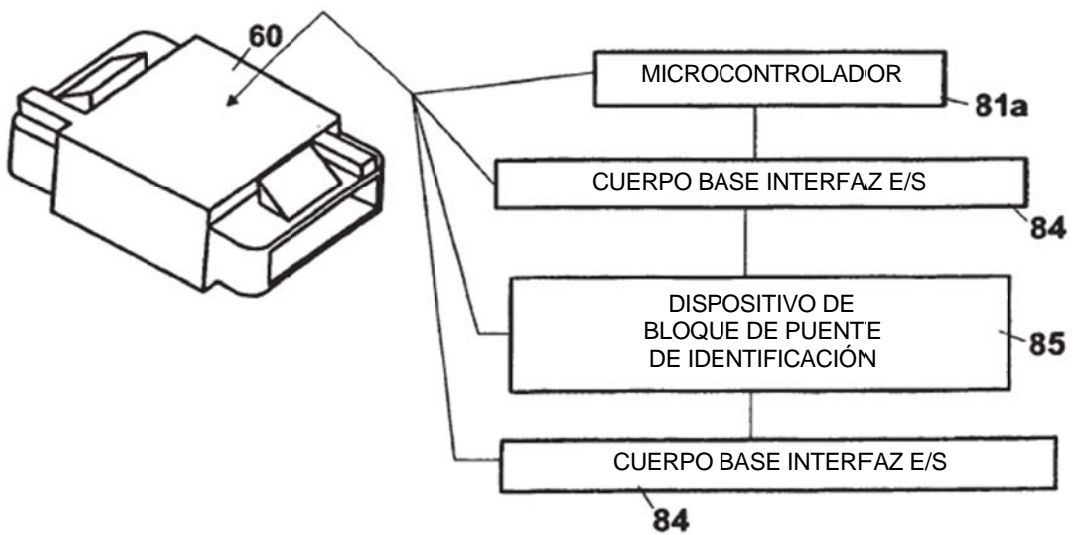 60
MICROCONTROLADOR
81a
CUERPO BASE INTERFAZ E/S
84
DISPOSITIVO DE
BLOQUE DE PUENTE
DE IDENTIFICACIÓN
85
CUERPO BASE INTERFAZ E/S
84